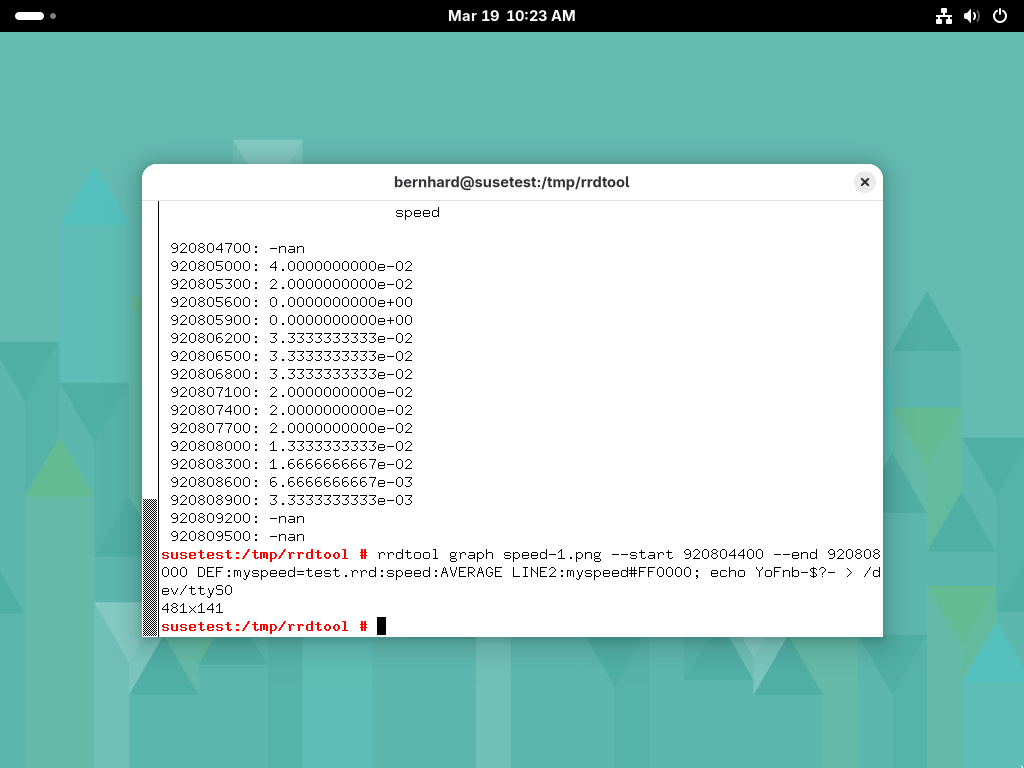 Mar 19 10:23 AM
bernhard@susetest:/tmp/rrdtool
speed
920804700: -nan
920805000: 4.0000000000e-02
920805300: 2.0000000000e-02
920805600: 0.0000000000e+00
920805900: 0.0000000000e+00
920806200: 3.3333333333e-02
920806500: 3.3333333333e-02
920806800: 3.3333333333e-02
920807100: 2.0000000000e-02
920807400: 2.0000000000e-02
920807700: 2.0000000000e-02
920808000: 1.3333333333e-02
920808300: 1.6666666667e-02
920808600: 6.6666666667e-03
920808900: 3.3333333333e-03
920809200: -nan
920809500: -nan
susetest:/tmp/rrdtool # rrdtool graph speed-1.png --start 920804400 --end 920808
000 DEF:myspeed=test.rrd:speed:AVERAGE LINE2:myspeed#FF0000; echo YoFnb-$?- > /d
ev/ttyS0
481x141
susetest:/tmp/rrdtool #